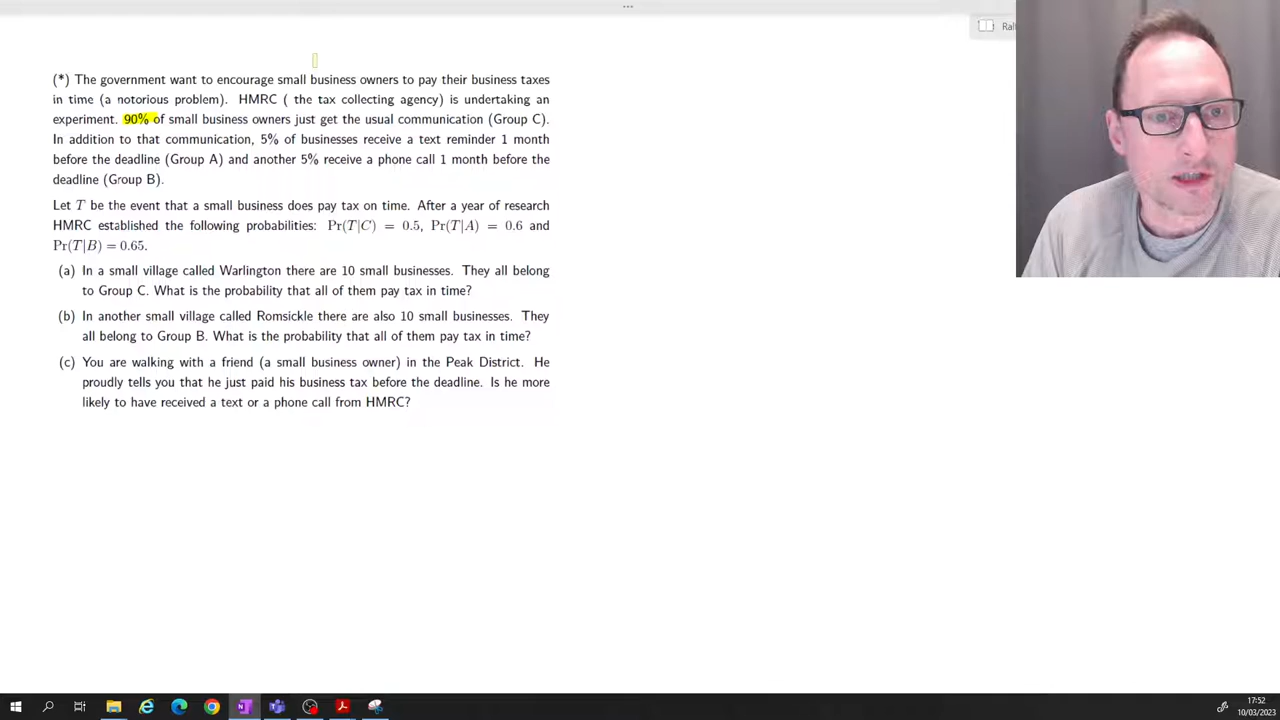 Ral
(*) The government want to encourage small business owners to pay their business taxes
in time (a notorious problem). HMRC ( the tax collecting agency) is undertaking an
experiment. 90% of small business owners just get the usual communication (Group C).
In addition to that communication, 5% of businesses receive a text reminder 1 month
before the deadline (Group A) and another 5% receive a phone call 1 month before the
deadline (Group B).
Let T be the event that a small business does pay tax on time. After a year of research
HMRC established the following probabilities: Pr(T|C) = 0.5, Pr(T|A) = 0.6 and
Pr(T|B) = 0.65.
(a) In a small village called Warlington there are 10 small businesses. They all belong
to Group C. What is the probability that all of them pay tax in time?
(b) In another small village called Romsickle there are also 10 small businesses. They
all belong to Group B. What is the probability that all of them pay tax in time?
(c) You are walking with a friend (a small business owner) in the Peak District. He
proudly tells you that he just paid his business tax before the deadline. Is he more
likely to have received a text or a phone call from HMRC?
17:52
10/03/2023